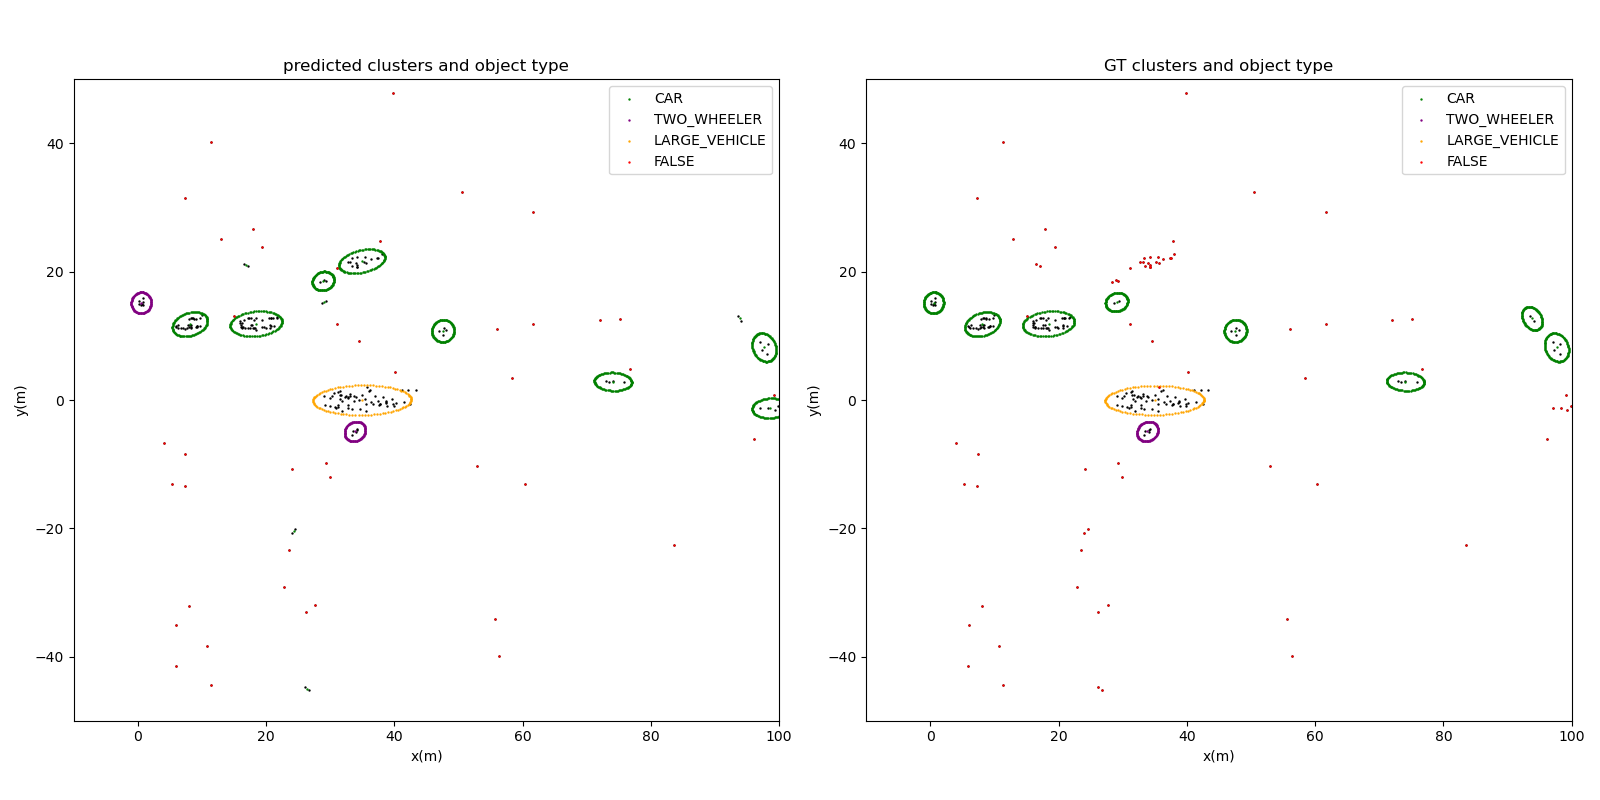 predicted clusters and object type
CAR
TWO_WHEELER
LARGE_VEHICLE
FALSE
40
20
0
−20
−40
y(m)
0
20
40
60
80
100
x(m)
GT clusters and object type
CAR
TWO_WHEELER
LARGE_VEHICLE
FALSE
40
20
0
−20
−40
y(m)
0
20
40
60
80
100
x(m)